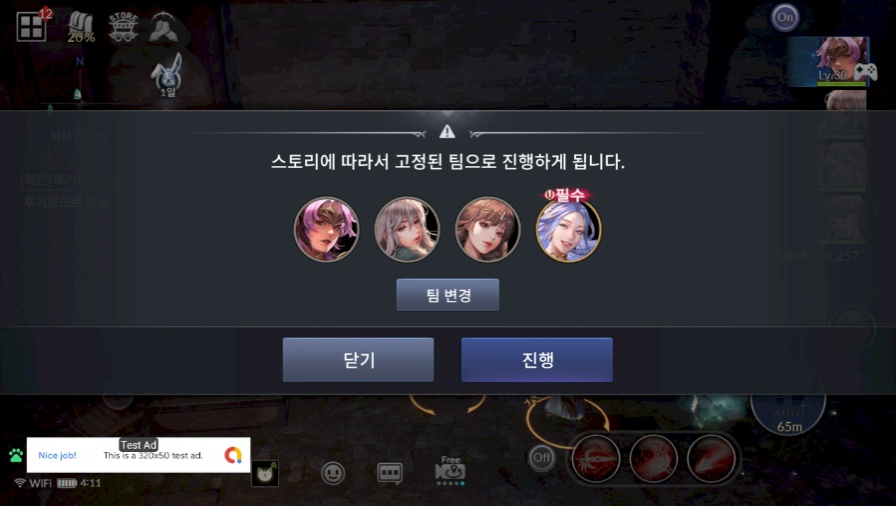 12
STORE
20%
On
N
1일
Lv.30
스토리에 따라서 고정된 팀으로 진행하게 됩니다.
필수
팀 변경
닫기
진행
AUTO
65m
Test Ad
Nice job!
This is a 320x50 test ad.
Free
Off
WiFi
4:11